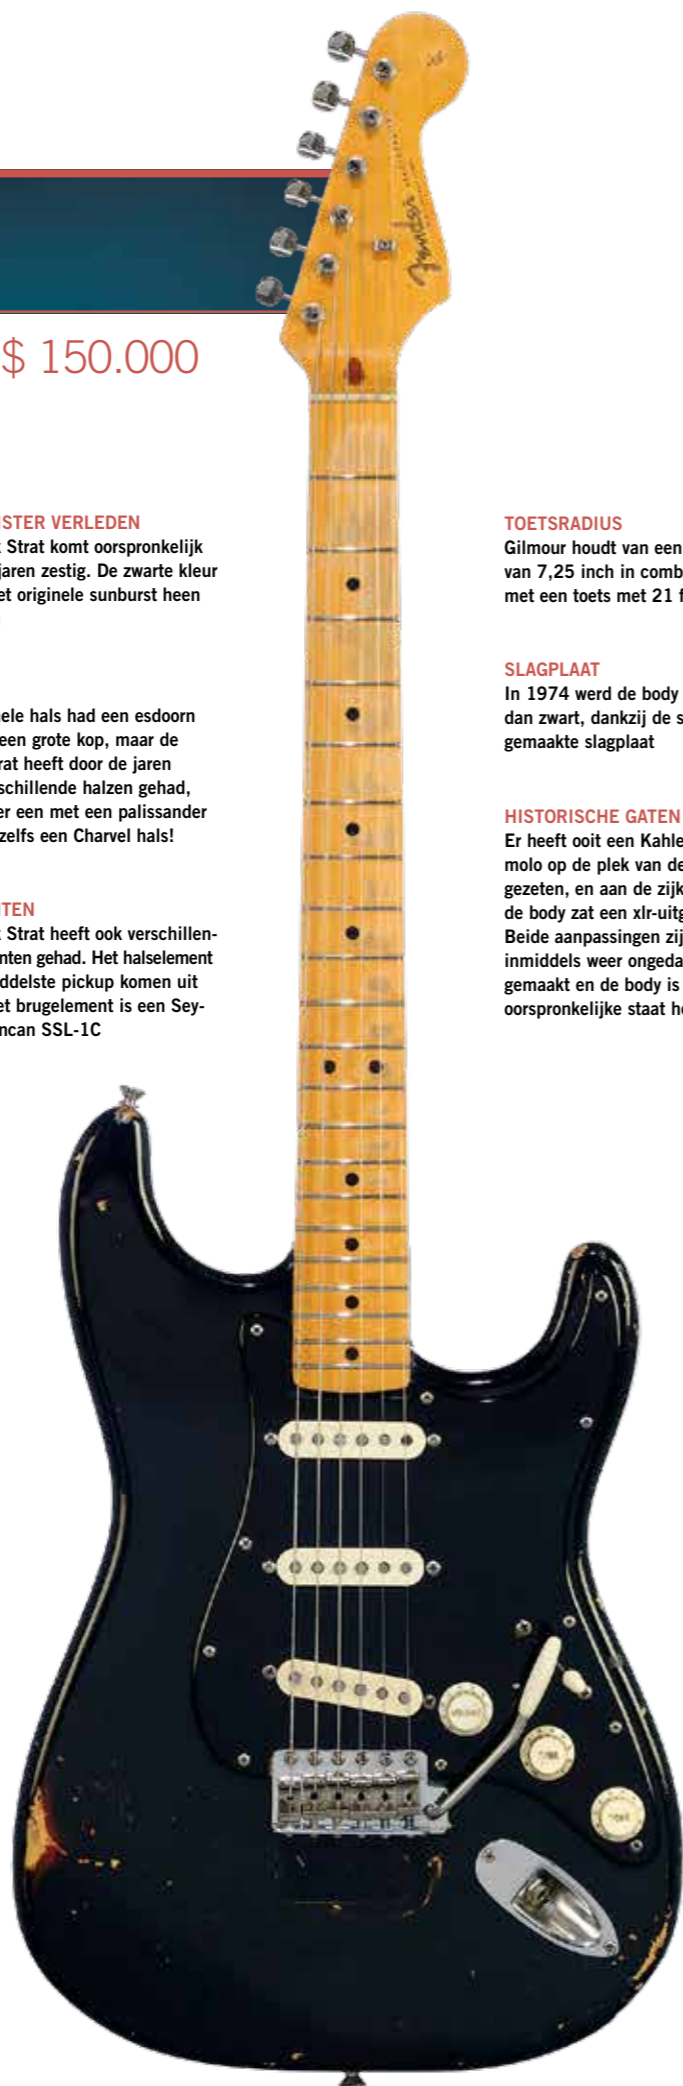 $ 150.000
ISTER VERLEDEN
Strat komt oorspronkelijk
jaren zestig. De zwarte kleur
et originele sunburst heen
ele hals had een esdoorn
een grote kop, maar de
rat heeft door de jaren
schillende halzen gehad,
er een met een palissander
zelfs een Charvel hals!
NTEN
Strat heeft ook verschillen-
nten gehad. Het halselement
ddelste pickup komen uit
et brugelement is een Sey-
ncan SSL-1C
TOETSRADIUS
Gilmour houdt van een
van 7,25 inch in comb
met een toets met 21 f
SLAGPLAAT
In 1974 werd de body
dan zwart, dankzij de s
gemaakte slagplaat
HISTORISCHE GATEN
Er heeft ooit een Kahle
molo op de plek van de
gezeten, en aan de zijk
de body zat een xlr-uitg
Beide aanpassingen zij
inmiddels weer ongeda
gemaakt en de body is
oorspronkelijke staat he
Fender
VOLUME
TONE
TONE